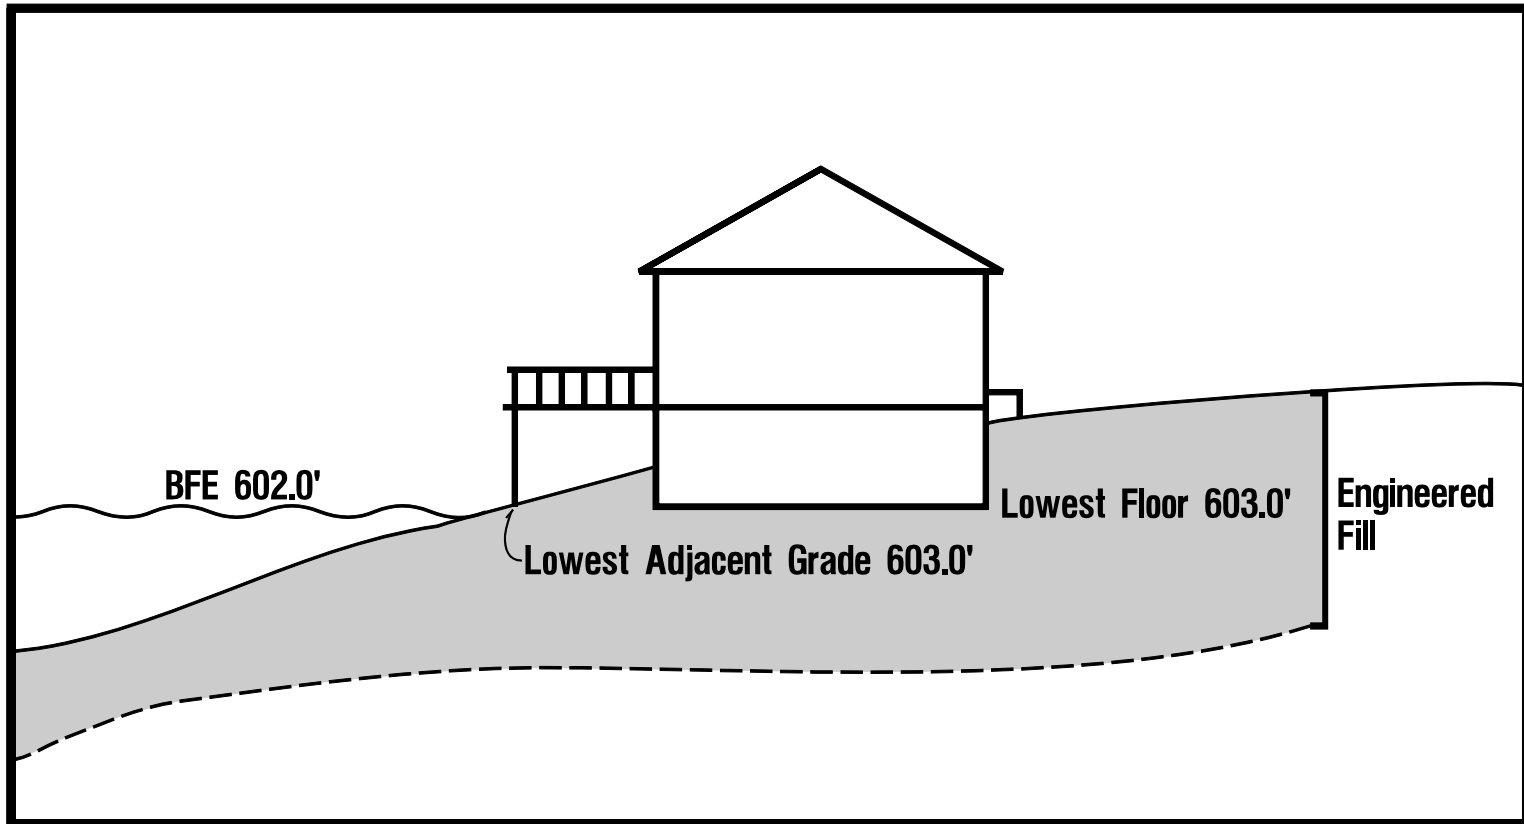 BFE 602.0'
Lowest Floor 603.0'
Engineered
Fill
Lowest Adjacent Grade 603.0'